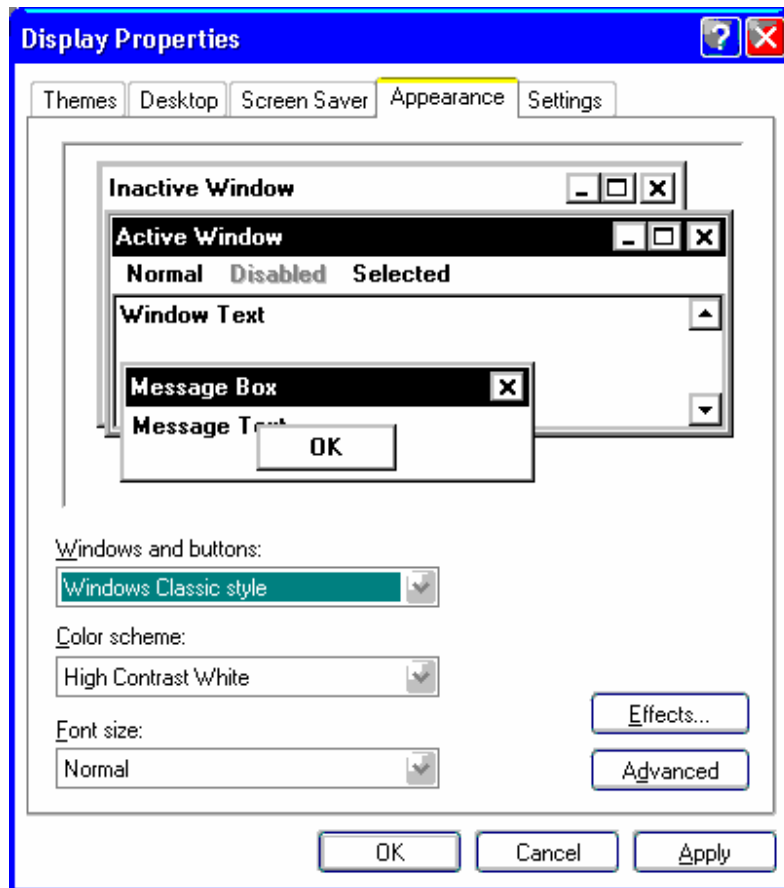 Display Properties
Themes Desktop Screen Saver Appearance Settings
Inactive Window
Active Window
Normal Disabled Selected
Window Text
Message Box
Message Text
OK
Windows and buttons:
Windows Classic style
Color scheme:
High Contrast White
Effects...
Font size:
Normal
Advanced
OK Cancel Apply